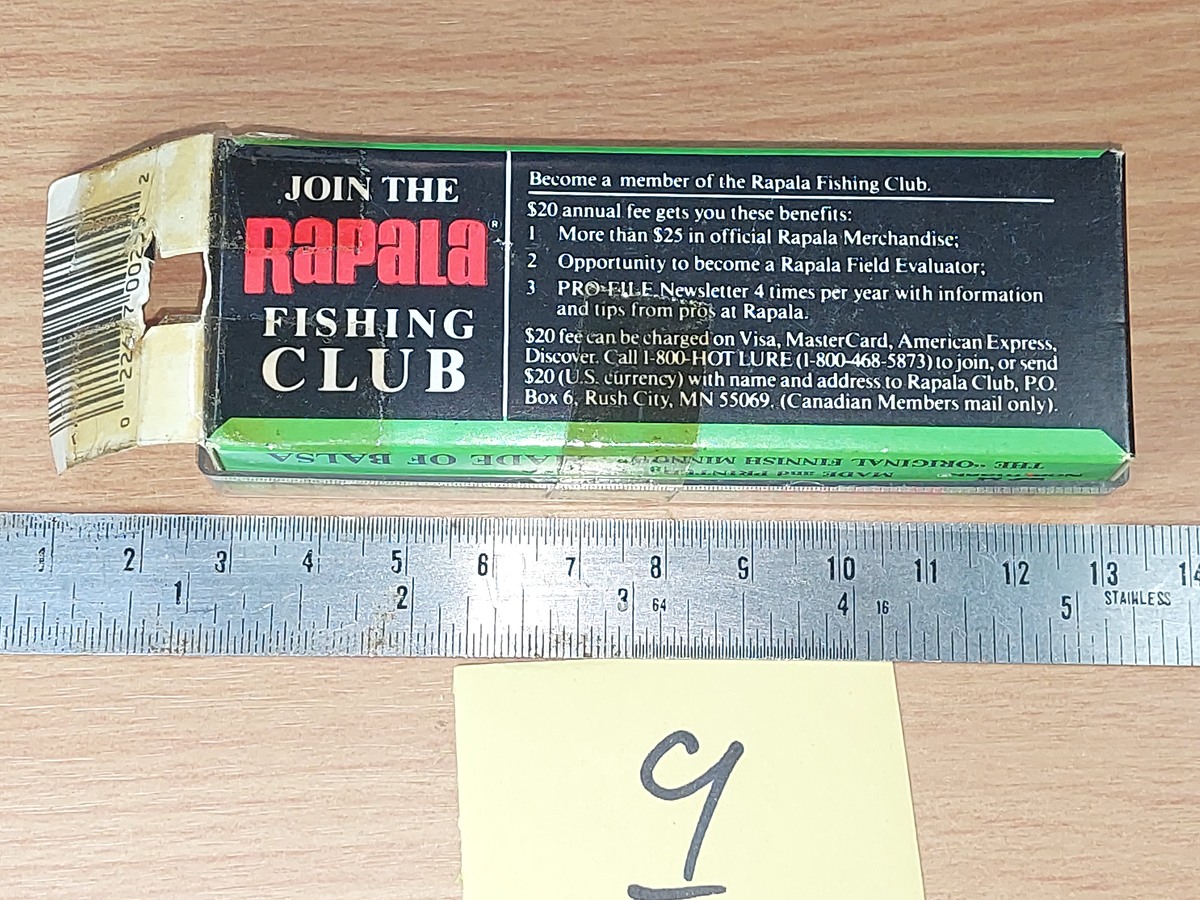 JOIN THE
RAPALA®
FISHING
CLUB
Become a member of the Rapala Fishing Club.
$20 annual fee gets you these benefits:
1 More than $25 in official Rapala Merchandise;
2 Opportunity to become a Rapala Field Evaluator;
3 PRO-FILE Newsletter 4 times per year with information
and tips from pros at Rapala.
$20 fee can be charged on Visa, MasterCard, American Express,
Discover. Call 1-800-HOT LURE (1-800-468-5873) to join, or send
$20 (U.S. currency) with name and address to Rapala Club, P.O.
Box 6, Rush City, MN 55069. (Canadian Members mail only).
THE "ORIGINAL FINNISH MINNOW"
MADE OF BALSA
MADE and PRINTED
2 3 4 5 6 7 8 9 10 11 12 13 14
1 2 3 64 4 16 5 STAINLESS
9